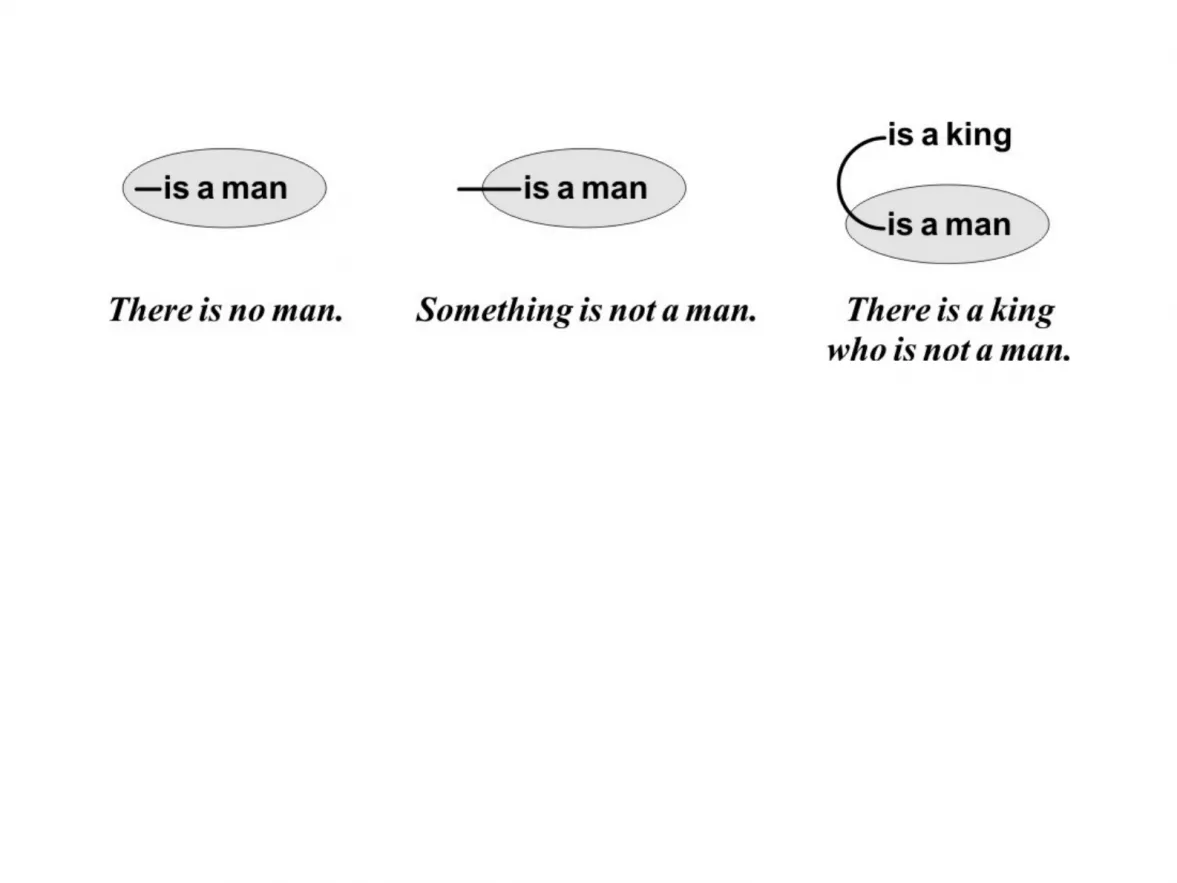 is a king
is a man
is a man
is a man
There is no man.
Something is not a man.
There is a king
who is not a man.